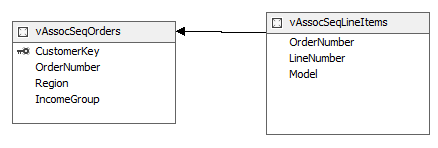 vAssocSeqOrders
CustomerKey
OrderNumber
Region
IncomeGroup
vAssocSeqLineItems
OrderNumber
LineNumber
Model